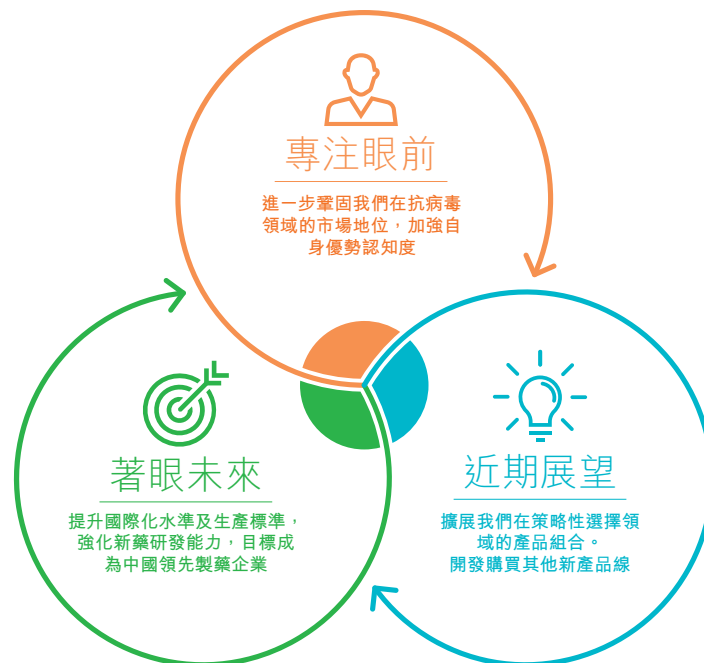 專注眼前
進一步鞏固我們在抗病毒
領域的市場地位，加強自
身優勢認知度
著眼未來
提升國際化水準及生產標準，
強化新藥研發能力，目標成
為中國領先製藥企業
近期展望
擴展我們在策略性選擇領
域的產品組合。
開發購買其他新產品線